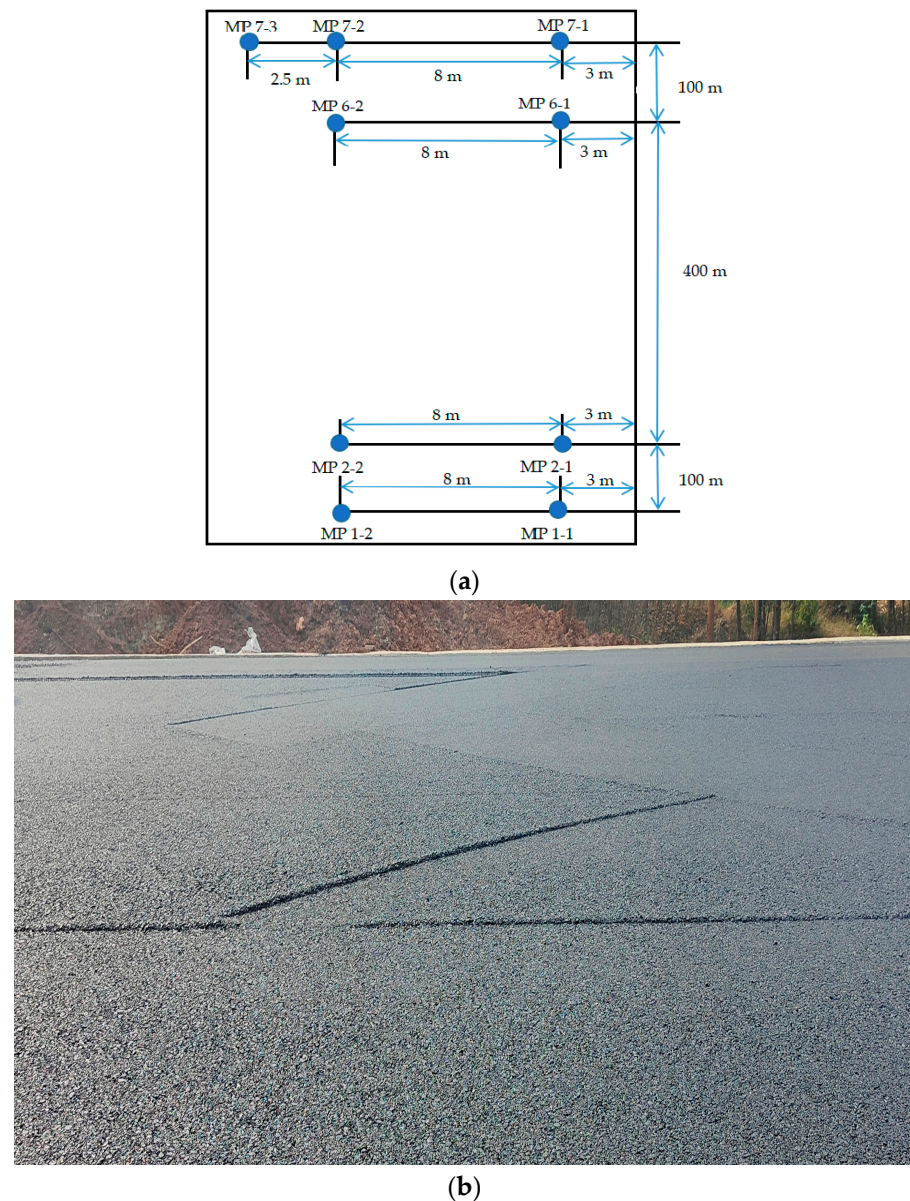 MP 7-3 MP 7-2 MP 7-1
2.5 m 8 m 3 m 100 m
MP 6-2 MP 6-1
8 m 3 m
400 m
8 m 3 m
MP 2-2 MP 2-1
8 m 3 m 100 m
MP 1-2 MP 1-1
(a)
(b)